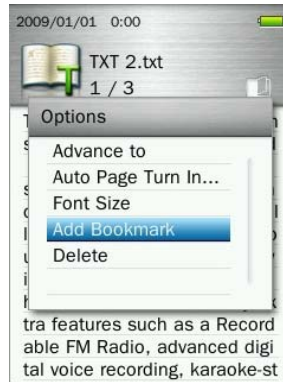 2009/01/01 0:00
TXT 2.txt
1 / 3
Options
Advance to
Auto Page Turn In...
Font Size
Add Bookmark
Delete
tra features such as a Record
able FM Radio, advanced digi
tal voice recording, karaoke-st